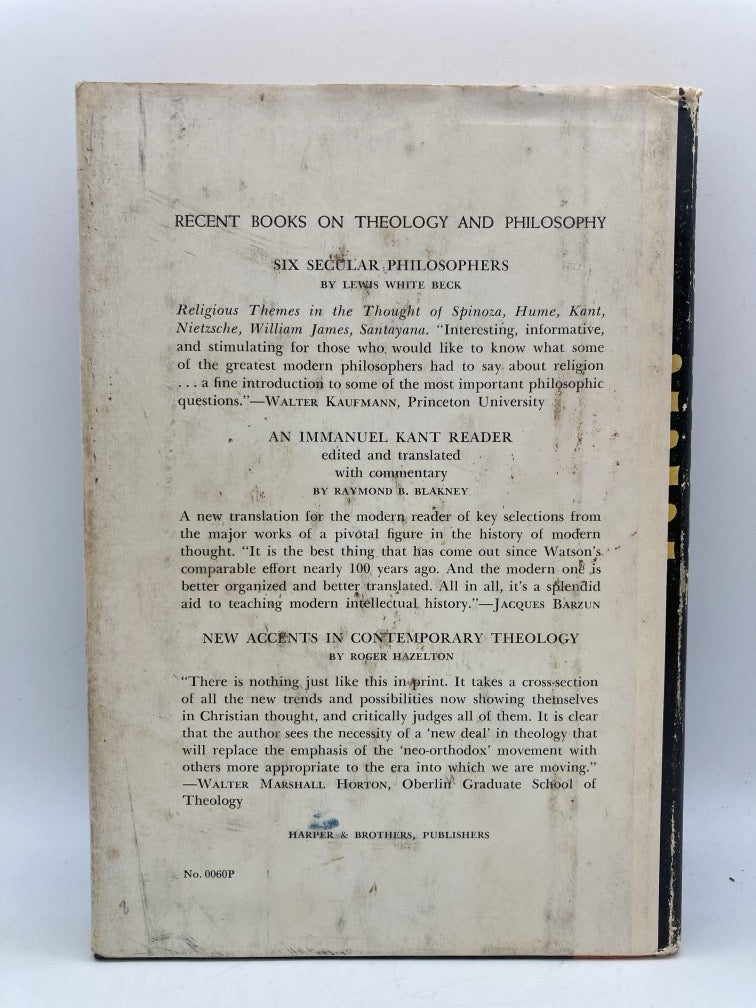 RECENT BOOKS ON THEOLOGY AND PHILOSOPHY
SIX SECULAR PHILOSOPHERS
BY LEWIS WHITE BECK
Religious Themes in the Thought of Spinoza, Hume, Kant,
Nietzsche, William James, Santayana. “Interesting, informative,
and stimulating for those who would like to know what some
of the greatest modern philosophers had to say about religion
. . . a fine introduction to some of the most important philosophic
questions.”—WALTER KAUFMANN, Princeton University
AN IMMANUEL KANT READER
edited and translated
with commentary
BY RAYMOND B. BLAKNEY
A new translation for the modern reader of key selections from
the major works of a pivotal figure in the history of modern
thought. “It is the best thing that has come out since Watson’s
comparable effort nearly 100 years ago. And the modern one is
better organized and better translated. All in all, it’s a splendid
aid to teaching modern intellectual history.”—JACQUES BARZUN
NEW ACCENTS IN CONTEMPORARY THEOLOGY
BY ROGER HAZELTON
“There is nothing just like this in print. It takes a cross-section
of all the new trends and possibilities now showing themselves
in Christian thought, and critically judges all of them. It is clear
that the author sees the necessity of a ‘new deal’ in theology that
will replace the emphasis of the ‘neo-orthodox’ movement with
others more appropriate to the era into which we are moving.”
—WALTER MARSHALL HORTON, Oberlin Graduate School of
Theology
HARPER & BROTHERS, PUBLISHERS
No. 0060P